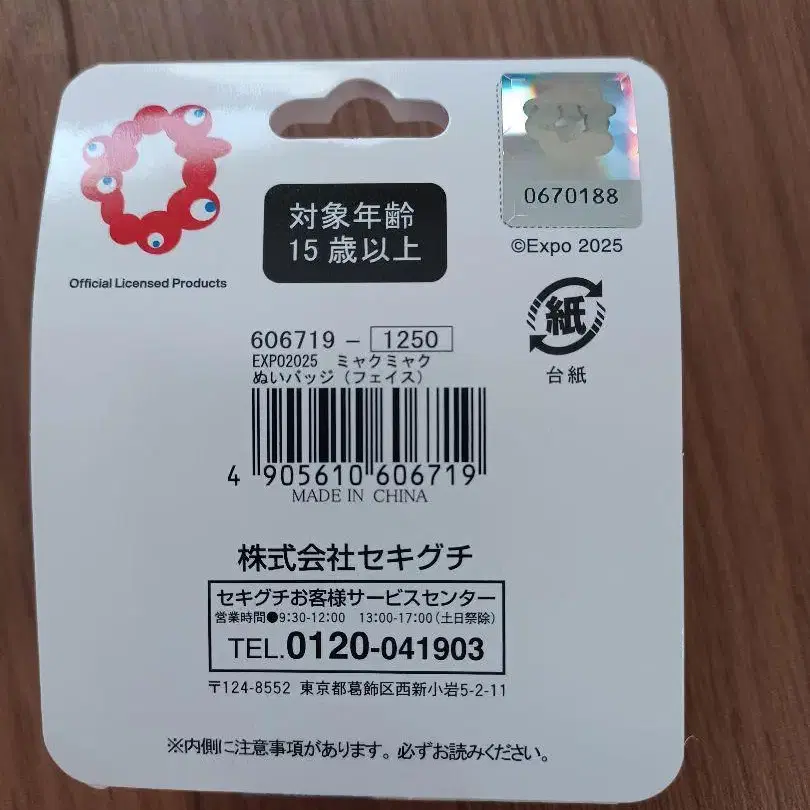 Official Licensed Products
対象年齢
15歳以上
0670188
©Expo 2025
紙
台紙
606719-1250
EXPO2025 ミャクミャク
ぬいバッジ(フェイス)
4 905610 606719
MADE IN CHINA
株式会社セキグチ
セキグチお客様サービスセンター
営業時間●9:30-12:00 13:00-17:00(土日祭除)
TEL.0120-041903
〒124-8552 東京都葛飾区西新小岩5-2-11
※内側に注意事項があります。必ずお読みください。